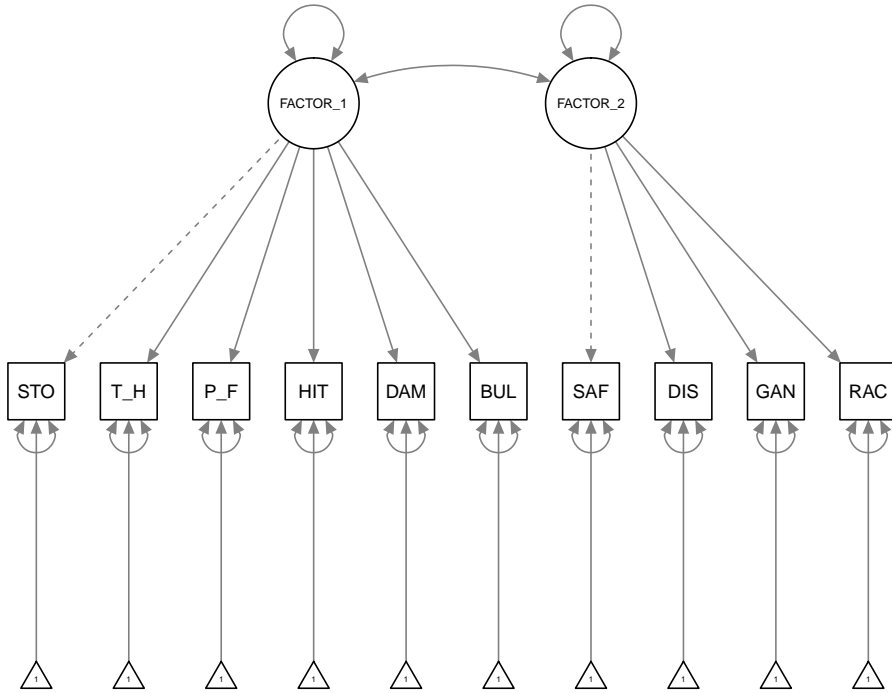 FACTOR_1 FACTOR_2
STO T_H P_F HIT DAM BUL SAF DIS GAN RAC
1 1 1 1 1 1 1 1 1 1